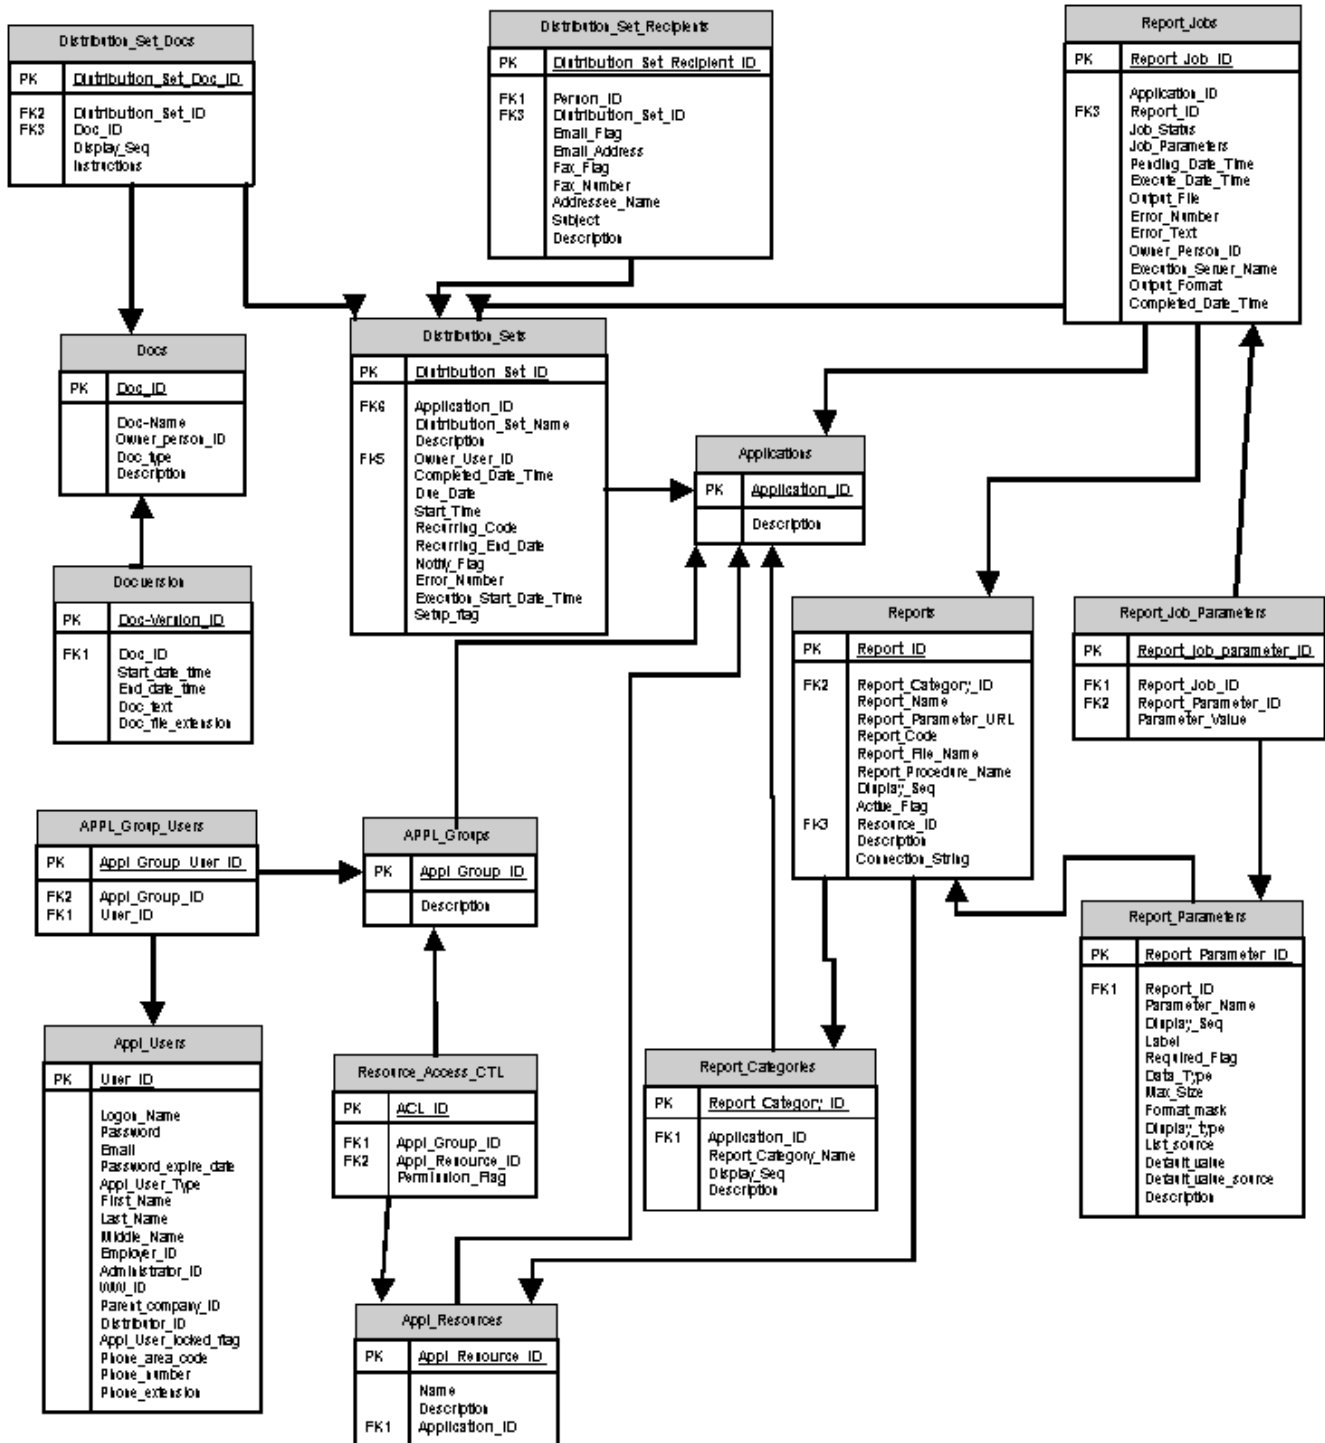 Distribution_Set_Docs
PK Distribution_Set_Doc_ID
FK2 Distribution_Set_ID
FK3 Doc_ID
Display_Seq
Instructions
Distribution_Set_Recipients
PK Distribution_Set_Recipient_ID
FK1 Person_ID
FK3 Distribution_Set_ID
Email_Flag
Email_Address
Fax_Flag
Fax_Number
Addressee_Name
Subject
Description
Report_Jobs
PK Report_Job_ID
Application_ID
FK3 Report_ID
Job_Status
Job_Parameters
Pending_Date_Time
Execute_Date_Time
Output_File
Error_Number
Error_Text
Owner_Person_ID
Execution_Server_Name
Output_Format
Completed_Date_Time
Docs
PK Doc_ID
Doc-Name
Owner_person_ID
Doc_type
Description
Distribution_Sets
PK Distribution_Set_ID
FK6 Application_ID
Distribution_Set_Name
Description
FK5 Owner_User_ID
Completed_Date_Time
Due_Date
Start_Time
Recurring_Code
Recurring_End_Date
Notify_Flag
Error_Number
Execution_Start_Date_Time
Setup_flag
Applications
PK Application_ID
Description
Docversion
PK Doc-Version_ID
FK1 Doc_ID
Start_date_time
End_date_time
Doc_text
Doc_file_extension
Reports
PK Report_ID
FK2 Report_Category_ID
Report_Name
Report_Parameter_URL
Report_Code
Report_File_Name
Report_Procedure_Name
Display_Seq
Active_Flag
FK3 Resource_ID
Description
Connection_String
Report_Job_Parameters
PK Report_job_parameter_ID
FK1 Report_Job_ID
FK2 Report_Parameter_ID
Parameter_Value
APPL_Group_Users
PK Appl_Group_User_ID
FK2 Appl_Group_ID
FK1 User_ID
APPL_Groups
PK Appl_Group_ID
Description
Report_Parameters
PK Report_Parameter_ID
FK1 Report_ID
Parameter_Name
Display_Seq
Label
Required_Flag
Data_Type
Max_Size
Format_mask
Display_type
List_source
Default_value
Default_value_source
Description
Appl_Users
PK User_ID
Logon_Name
Password
Email
Password_expire_date
Appl_User_Type
First_Name
Last_Name
Middle_Name
Employer_ID
Administrator_ID
WW_ID
Parent_company_ID
Distributor_ID
Appl_User_locked_flag
Phone_area_code
Phone_number
Phone_extension
Resource_Access_CTL
PK ACL_ID
FK1 Appl_Group_ID
FK2 Appl_Resource_ID
Permission_Flag
Report_Categories
PK Report_Category_ID
FK1 Application_ID
Report_Category_Name
Display_Seq
Description
Appl_Resources
PK Appl_Resource_ID
Name
Description
FK1 Application_ID